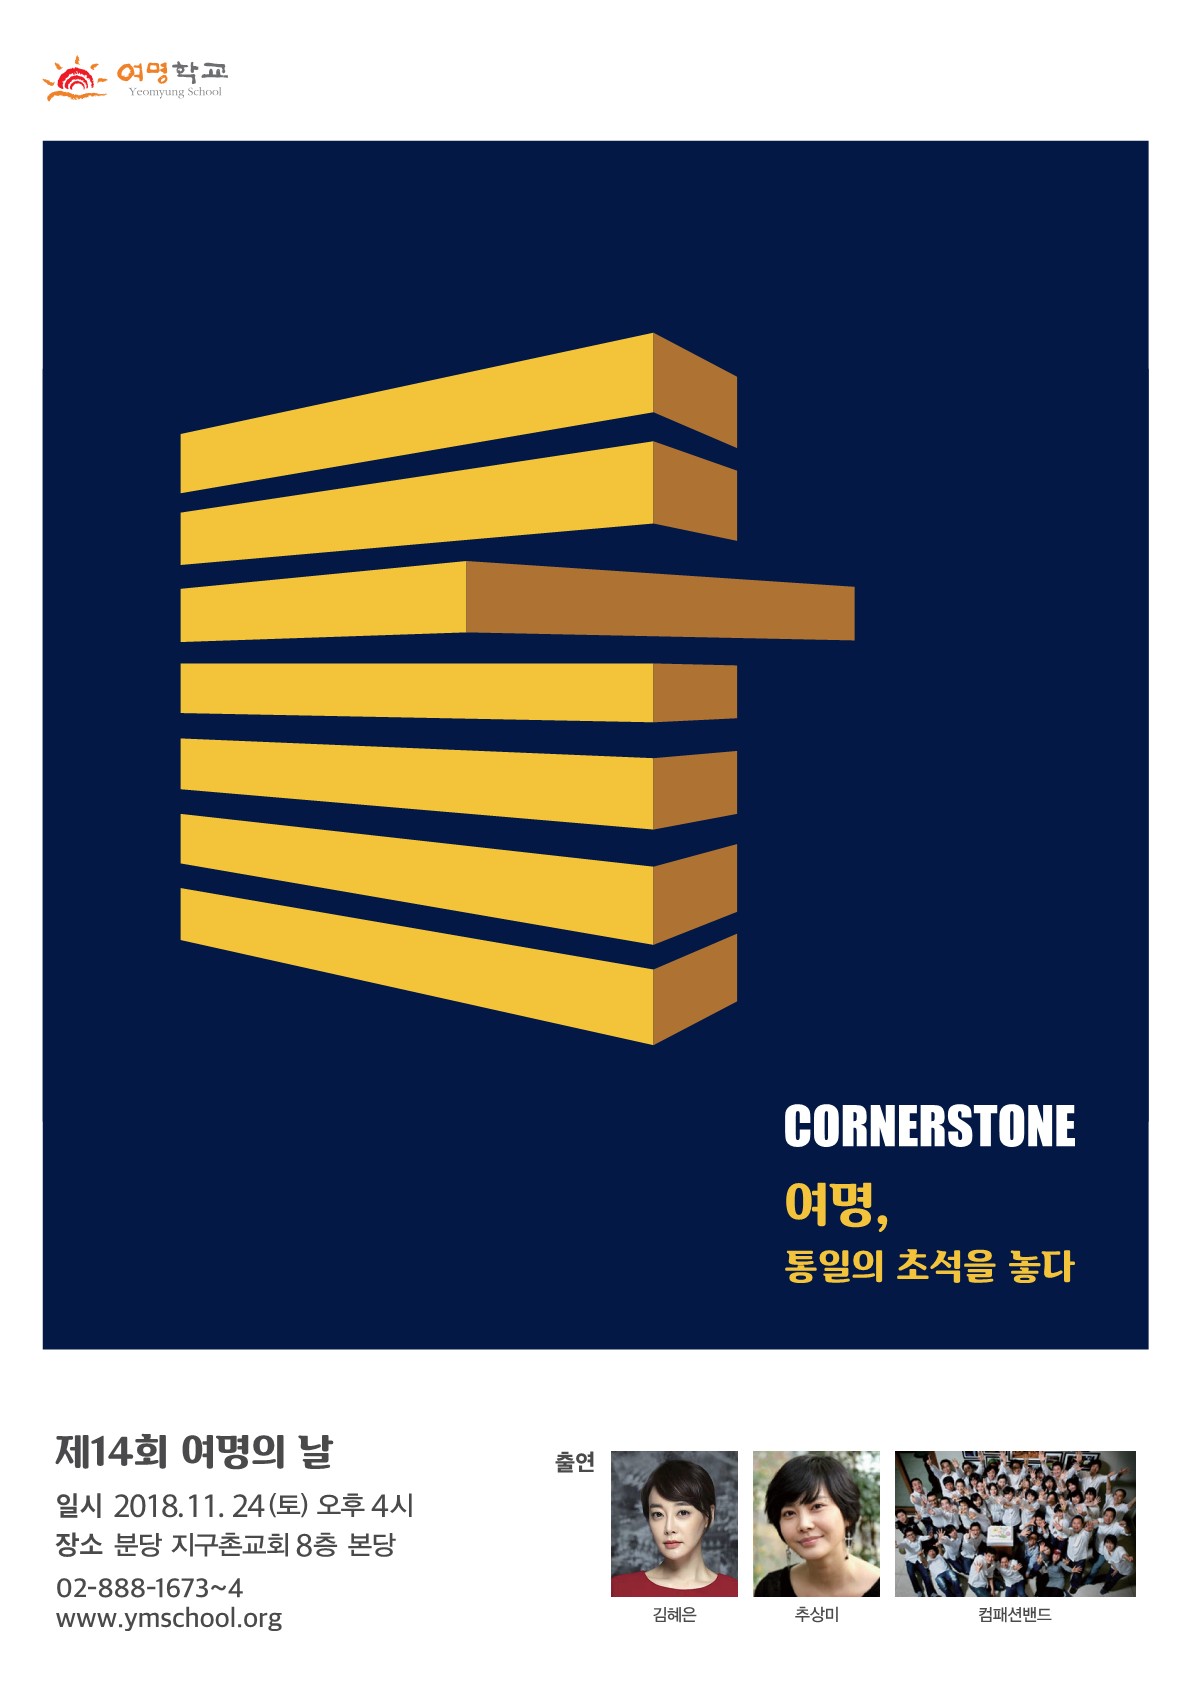 여명학교
Yeomyung School
CORNERSTONE
여명,
통일의 초석을 놓다
제14회 여명의 날
일시 2018.11. 24(토) 오후 4시
장소 분당 지구촌교회 8층 본당
02-888-1673~4
www.ymschool.org
출연
김혜은
추상미
컴패션밴드